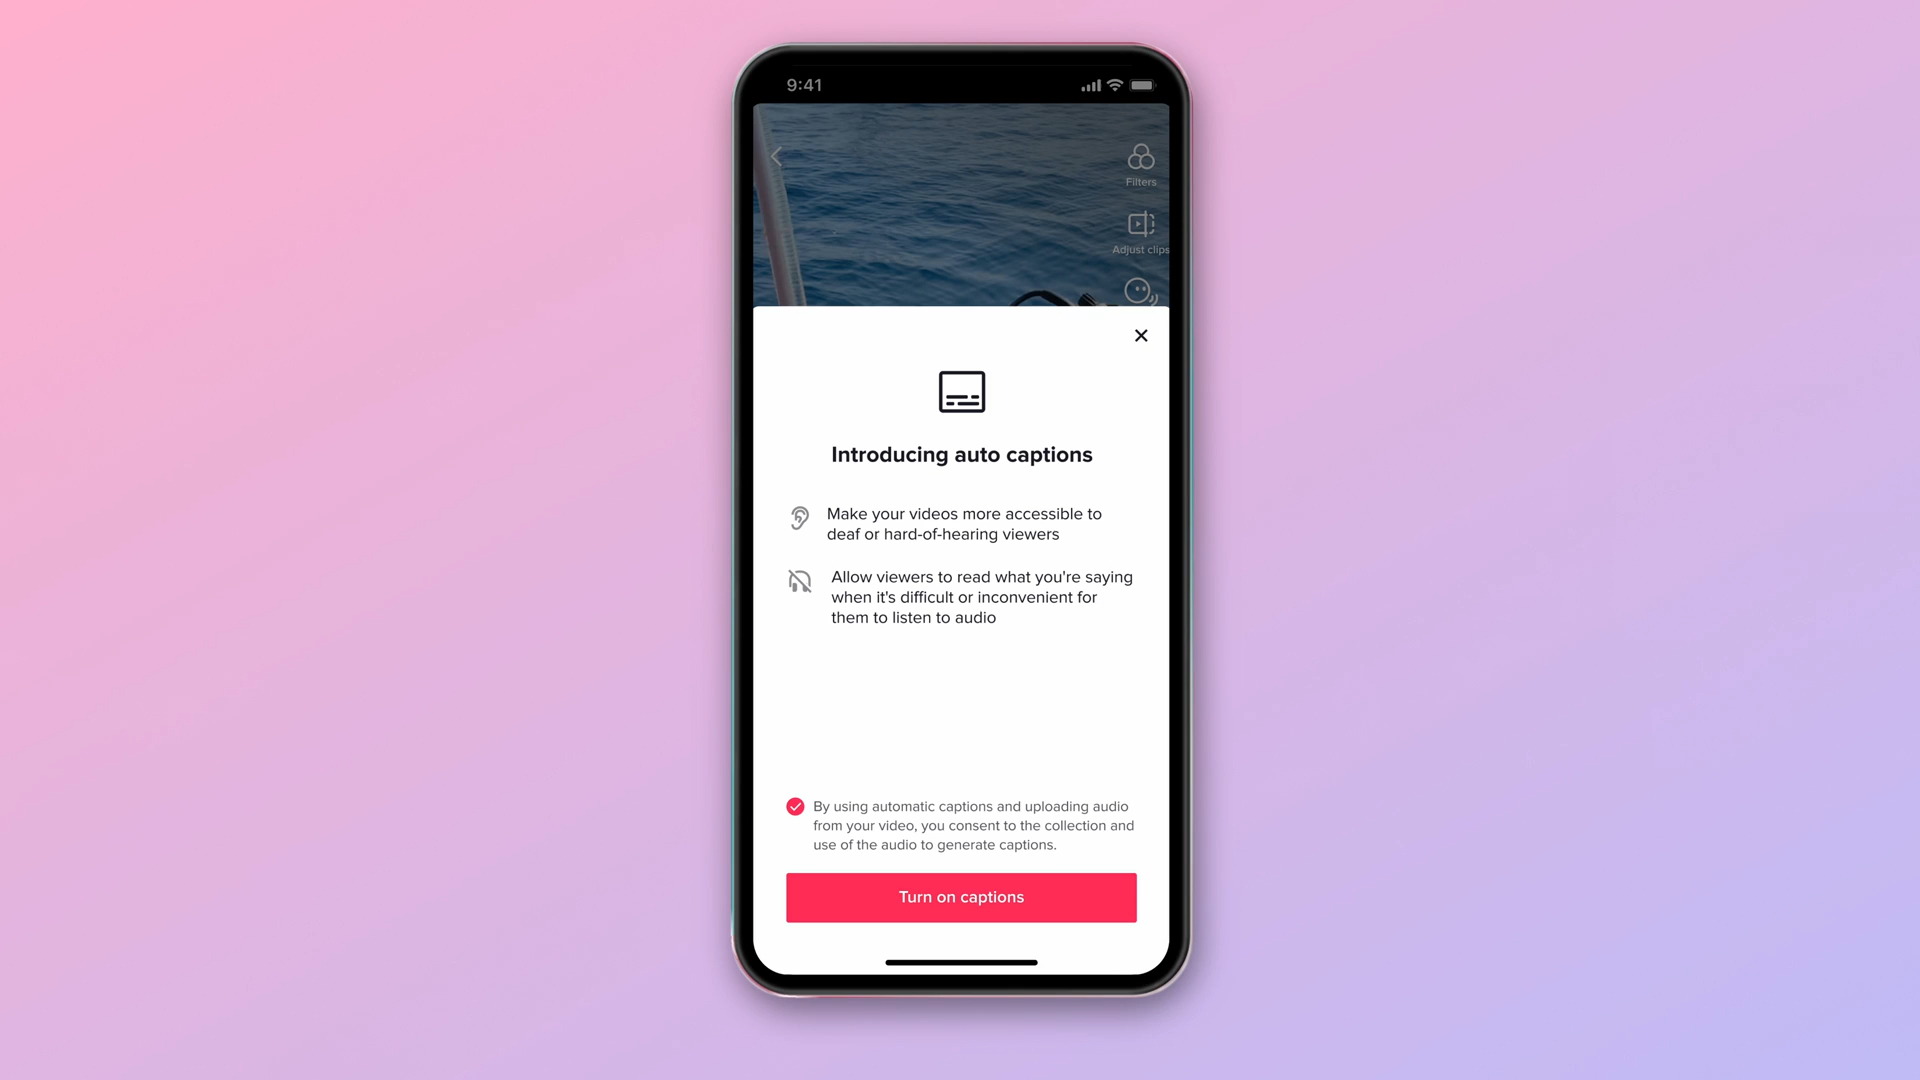 9:41
Filters
Adjust clips
Introducing auto captions
Make your videos more accessible to
deaf or hard-of-hearing viewers
Allow viewers to read what you're saying
when it's difficult or inconvenient for
them to listen to audio
By using automatic captions and uploading audio
from your video, you consent to the collection and
use of the audio to generate captions.
Turn on captions